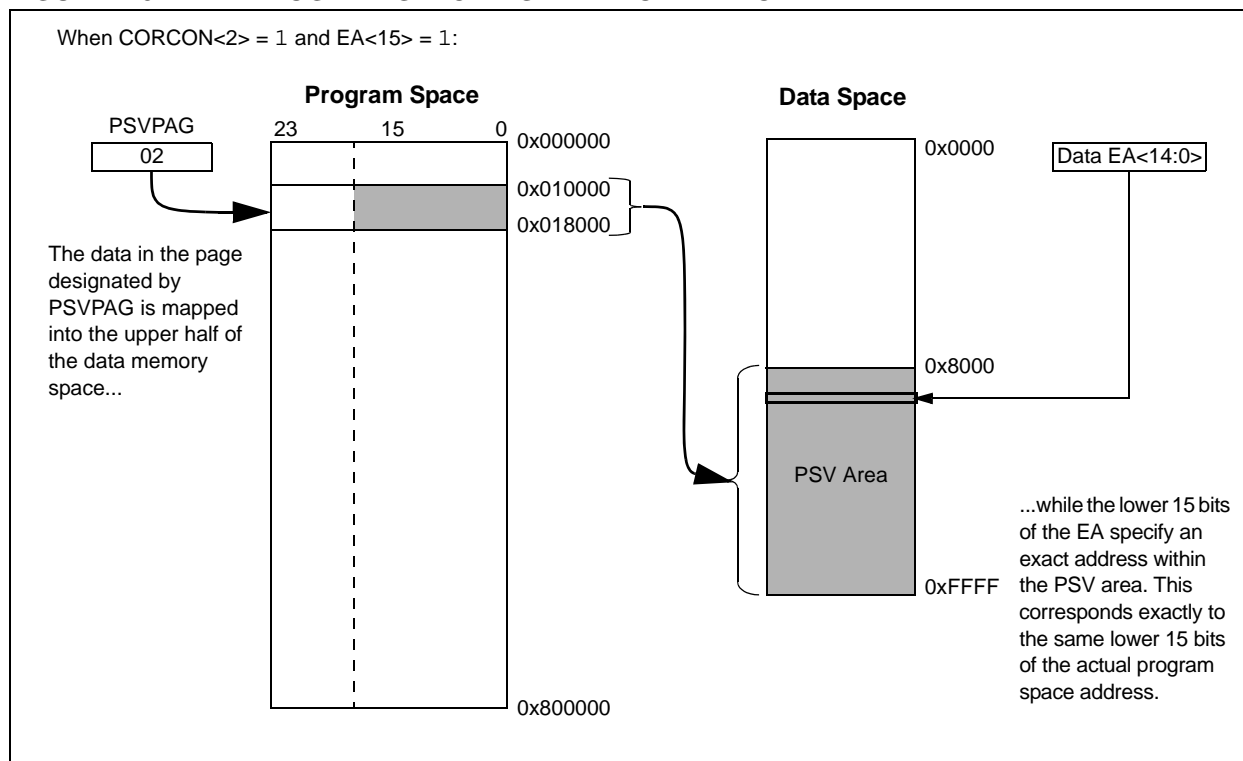 When CORCON<2> = 1 and EA<15> = 1:
Program Space
Data Space
PSVPAG
02
23
15
0
0x000000
0x010000
0x018000
0x800000
The data in the page
designated by
PSVPAG is mapped
into the upper half of
the data memory
space...
0x0000
0x8000
0xFFFF
PSV Area
Data EA<14:0>
...while the lower 15 bits
of the EA specify an
exact address within
the PSV area. This
corresponds exactly to
the same lower 15 bits
of the actual program
space address.